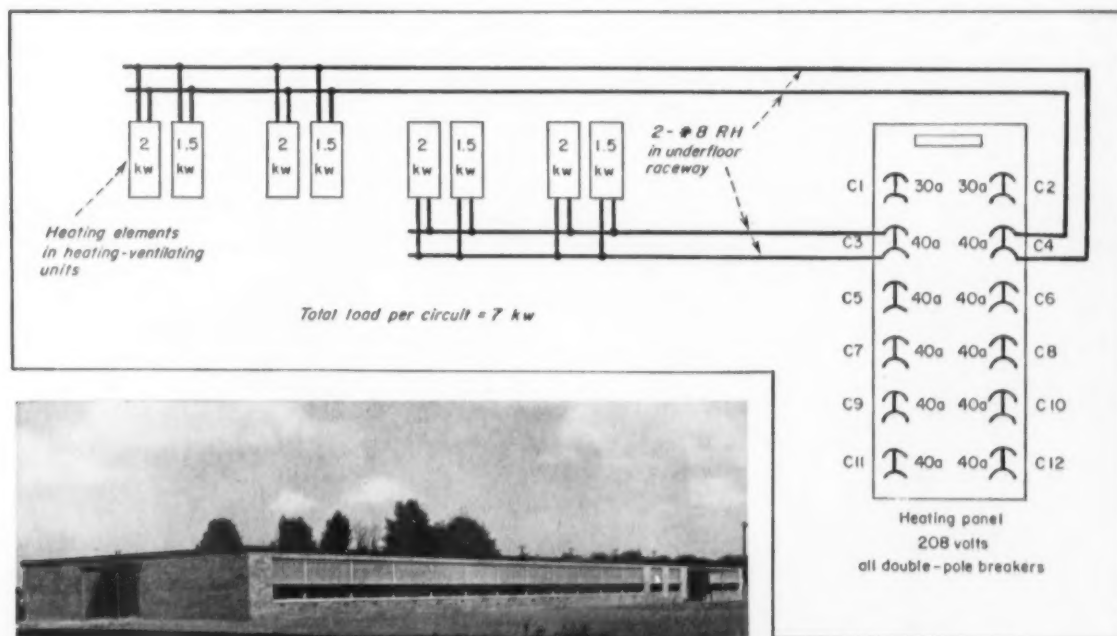 2 kw
1.5 kw
2 kw
1.5 kw
2 kw
1.5 kw
2 kw
1.5 kw
2-#8 RH
in underfloor
raceway
Heating elements
in heating-ventilating
units
Total load per circuit = 7 kw
C1 30a 30a C2
C3 40a 40a C4
C5 40a 40a C6
C7 40a 40a C8
C9 40a 40a C10
C11 40a 40a C12
Heating panel
208 volts
all double-pole breakers